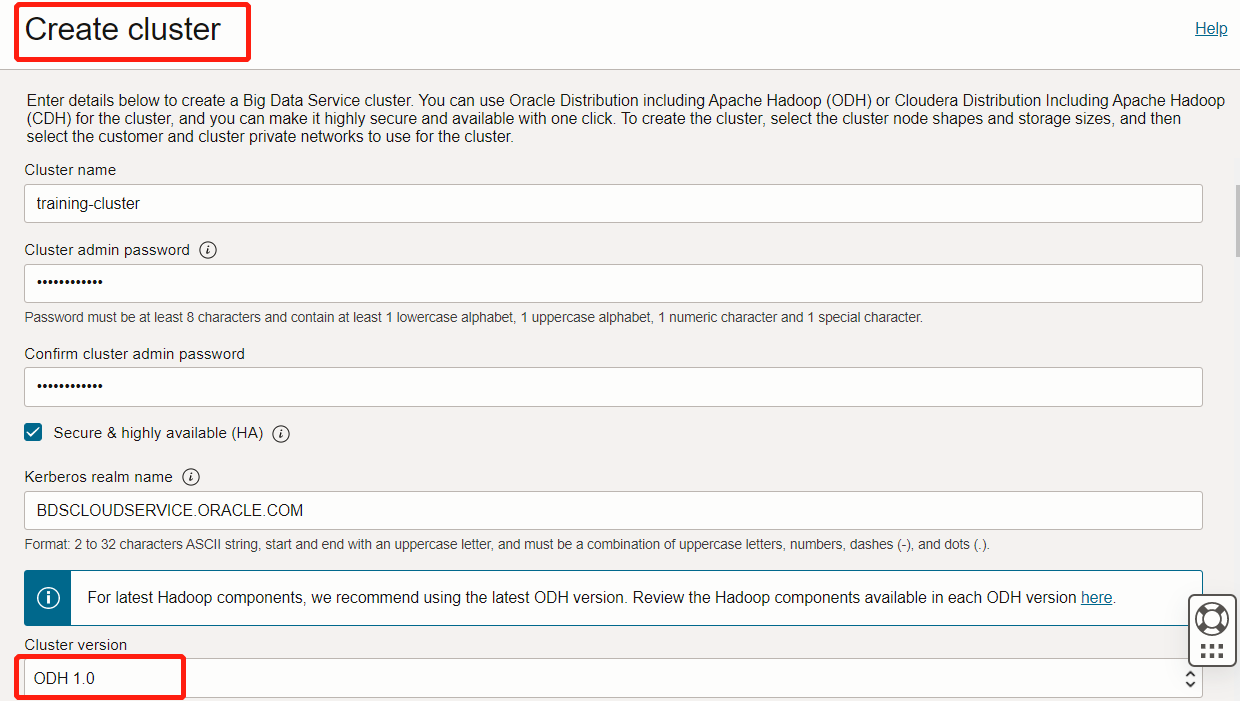 Create cluster
Help
Enter details below to create a Big Data Service cluster. You can use Oracle Distribution including Apache Hadoop (ODH) or Cloudera Distribution Including Apache Hadoop
(CDH) for the cluster, and you can make it highly secure and available with one click. To create the cluster, select the cluster node shapes and storage sizes, and then
select the customer and cluster private networks to use for the cluster.
Cluster name
training-cluster
Cluster admin password
••••••••••••
Password must be at least 8 characters and contain at least 1 lowercase alphabet, 1 uppercase alphabet, 1 numeric character and 1 special character.
Confirm cluster admin password
••••••••••••
Secure & highly available (HA)
Kerberos realm name
BDSCLOUDSERVICE.ORACLE.COM
Format: 2 to 32 characters ASCII string, start and end with an uppercase letter, and must be a combination of uppercase letters, numbers, dashes (-), and dots (.).
For latest Hadoop components, we recommend using the latest ODH version. Review the Hadoop components available in each ODH version here.
Cluster version
ODH 1.0